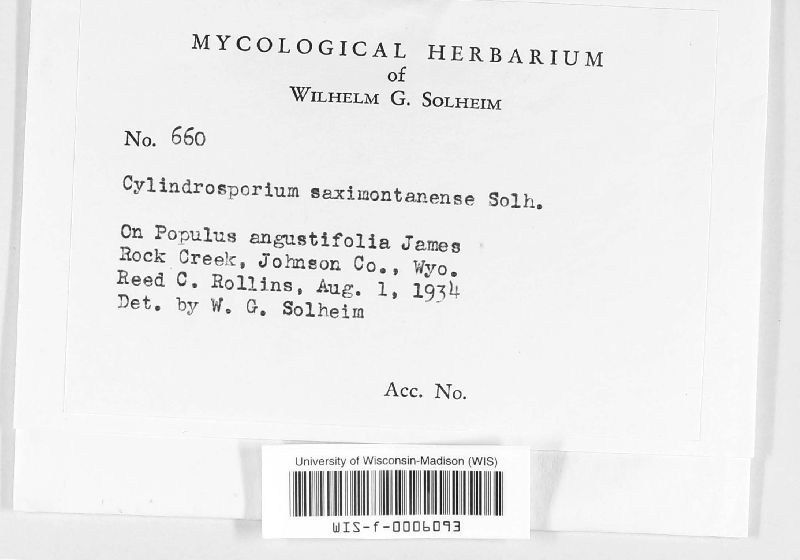 MYCOLOGICAL HERBARIUM
of
WILHELM G. SOLHEIM
No. 660
Cylindrosporium saximontanense Solh.
On Populus angustifolia James
Rock Creek, Johnson Co., Wyo.
Reed C. Rollins, Aug. 1, 1934
Det. by W. G. Solheim
Acc. No.
University of Wisconsin-Madison (WIS)
WIS-f-0006093